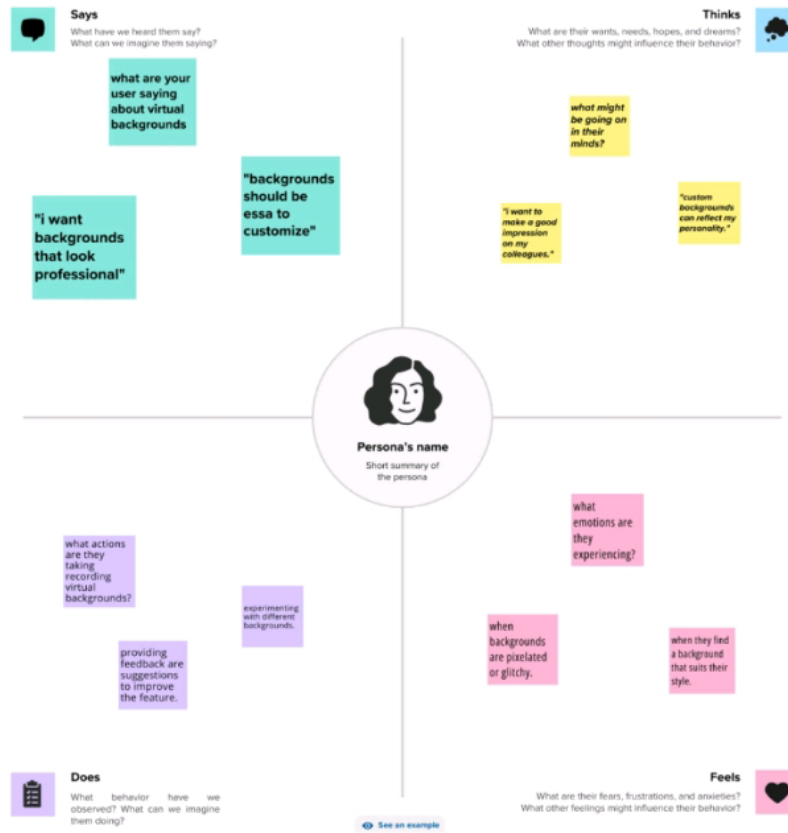 Says
What have we heard them say?
What can we imagine them saying?
what are your
user saying
about virtual
backgrounds
"backgrounds
should be
essa to
customize"
"i want
backgrounds
that look
professional"
Thinks
What are their wants, needs, hopes, and dreams?
What other thoughts might influence their behavior?
what might
be going on
in their
minds?
"i want to
make a good
impression
on my
colleagues."
"custom
backgrounds
can reflect my
personality."
Persona's name
Short summary of
the persona
what actions
are they
taking
recording
virtual
backgrounds?
experimenting
with different
backgrounds.
providing
feedback are
suggestions
to improve
the feature.
Does
What behavior have we
observed? What can we imagine
them doing?
what
emotions are
they
experiencing?
when
backgrounds
are pixelated
or glitchy.
when they find
a background
that suits their
style.
Feels
What are their fears, frustrations, and anxieties?
What other feelings might influence their behavior?
See an example